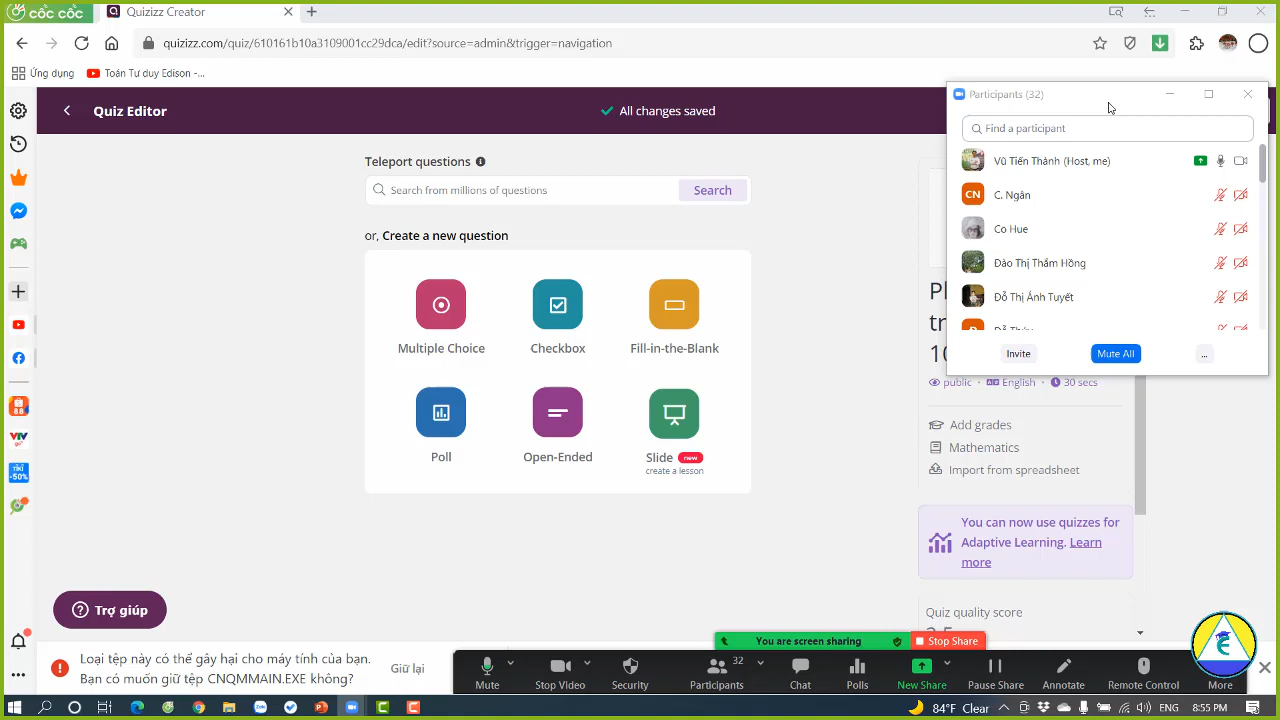 cốc cốc
Quizizz Creator
quizizz.com/quiz/610161b10a3109001cc29dca/edit?source=admin&trigger=navigation
Ứng dụng
Toán Tư duy Edison -...
Quiz Editor
All changes saved
Teleport questions
Search from millions of questions
Search
or, Create a new question
Multiple Choice
Checkbox
Fill-in-the-Blank
Poll
Open-Ended
Slide new
create a lesson
Participants (32)
Find a participant
Vũ Tiến Thành (Host, me)
CN C. Ngân
Co Hue
Đào Thị Thắm Hồng
Đỗ Thị Ánh Tuyết
Invite
Mute All
...
public
English
30 secs
Add grades
Mathematics
Import from spreadsheet
You can now use quizzes for
Adaptive Learning. Learn
more
Quiz quality score
88
VTV
go
TIKI
-50%
Trợ giúp
Loại tệp này có thể gây hại cho máy tính của bạn.
Bạn có muốn giữ tệp CNQMMAIN.EXE không?
Giữ lại
You are screen sharing
Stop Share
Mute
Stop Video
Security
32
Participants
Chat
Polls
New Share
Pause Share
Annotate
Remote Control
More
84°F Clear
ENG
8:55 PM